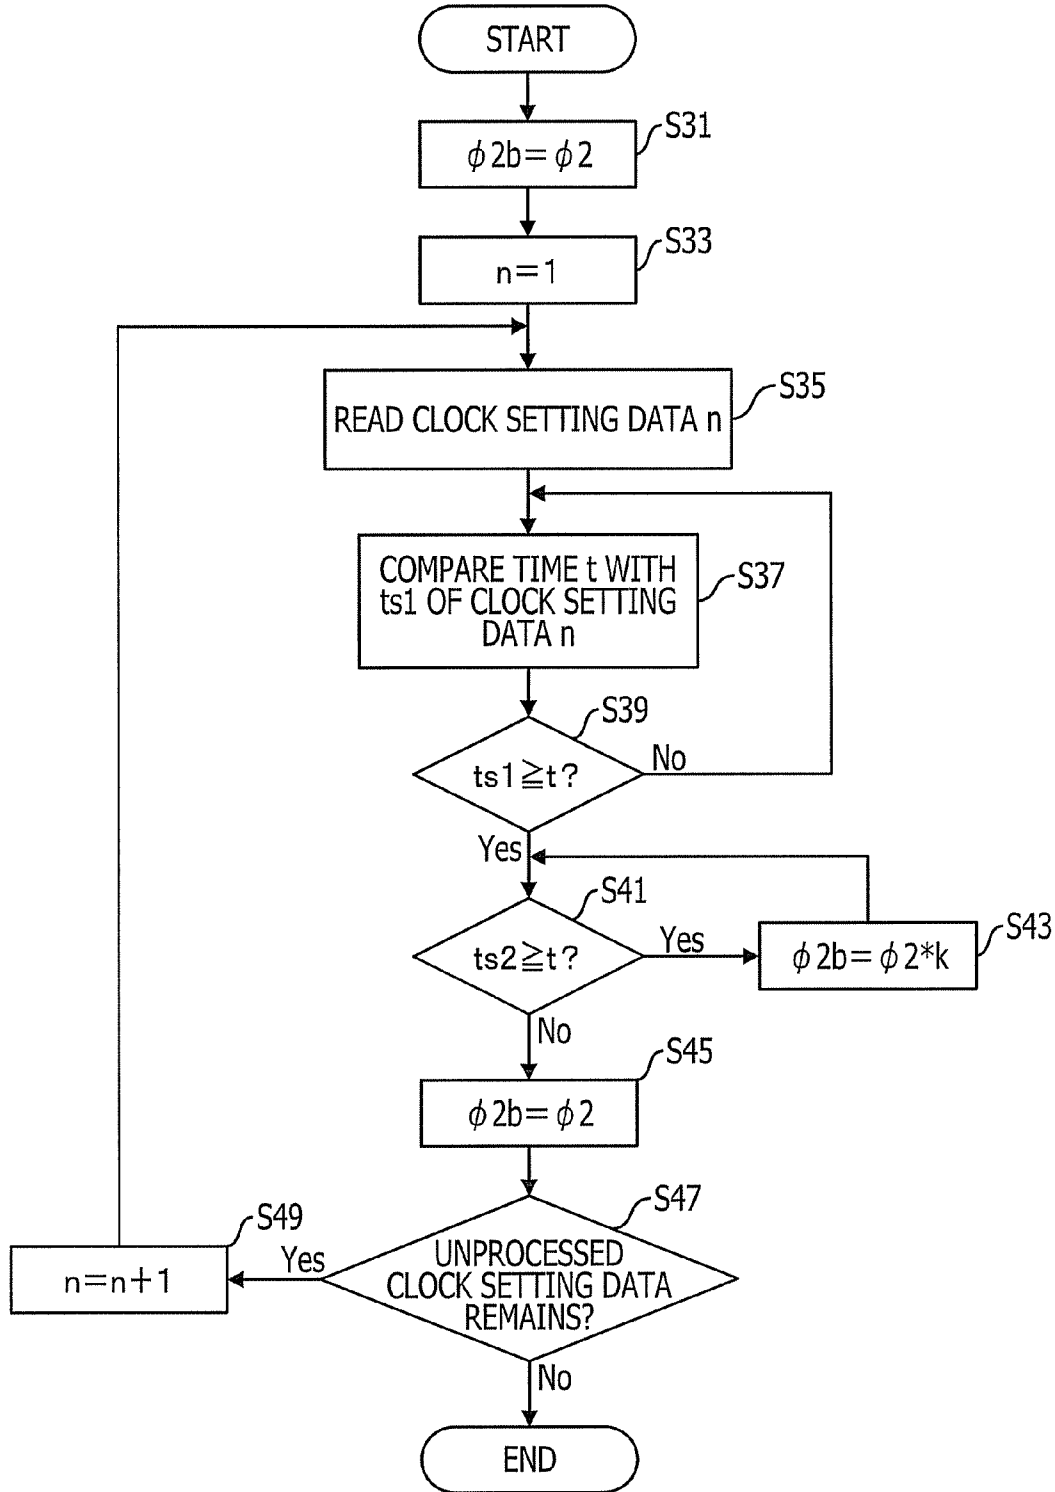 START
S31
ϕ2b=ϕ2
S33
n=1
S35
READ CLOCK SETTING DATA n
COMPARE TIME t WITH
ts1 OF CLOCK SETTING
DATA n
S37
S39
ts1≧t?
No
Yes
S41
ts2≧t?
Yes
S43
ϕ2b=ϕ2*k
No
S45
ϕ2b=ϕ2
S47
UNPROCESSED
CLOCK SETTING DATA
REMAINS?
Yes
S49
n=n+1
No
END